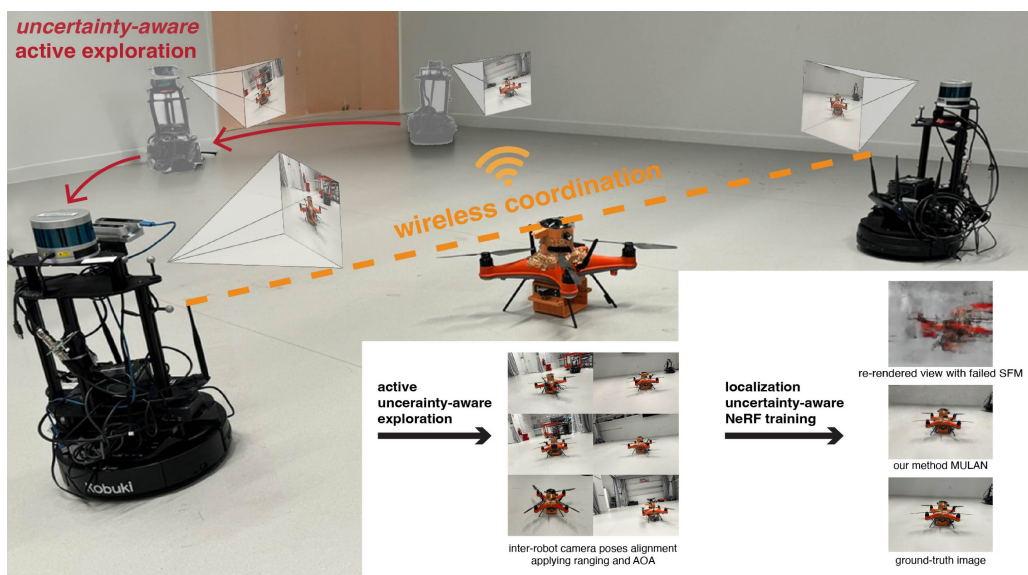 uncertainty-aware
active exploration
wireless coordination
Kobuki
active
uncerainty-aware
exploration
inter-robot camera poses alignment
applying ranging and AOA
localization
uncertainty-aware
NeRF training
re-rendered view with failed SFM
our method MULAN
ground-truth image